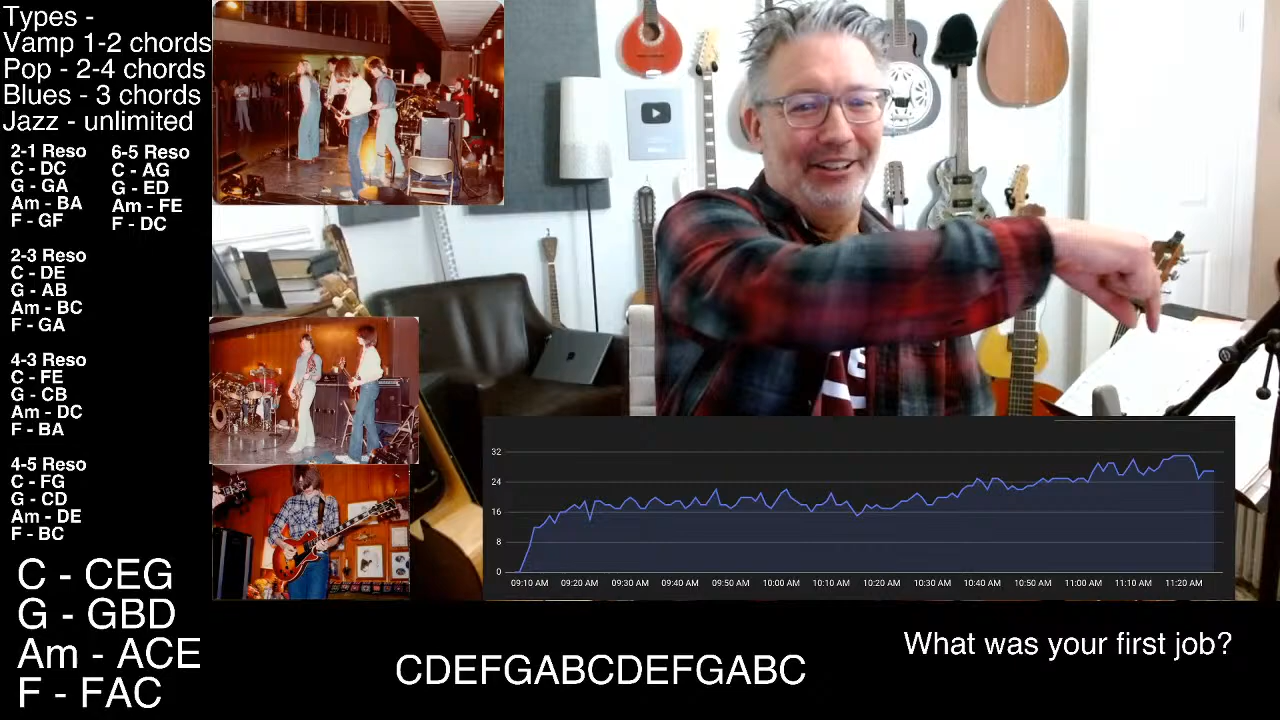 Types -
Vamp 1-2 chords
Pop - 2-4 chords
Blues - 3 chords
Jazz - unlimited
2-1 Reso
C - DC
G - GA
Am - BA
F - GF
6-5 Reso
C - AG
G - ED
Am - FE
F - DC
2-3 Reso
C - DE
G - AB
Am - BC
F - GA
4-3 Reso
C - FE
G - CB
Am - DC
F - BA
4-5 Reso
C - FG
G - CD
Am - DE
F - BC
C - CEG
G - GBD
Am - ACE
F - FAC
32
24
16
8
0
09:10 AM 09:20 AM 09:30 AM 09:40 AM 09:50 AM 10:00 AM 10:10 AM 10:20 AM 10:30 AM 10:40 AM 10:50 AM 11:00 AM 11:10 AM 11:20 AM
What was your first job?
CDEFGABCDEFGABC